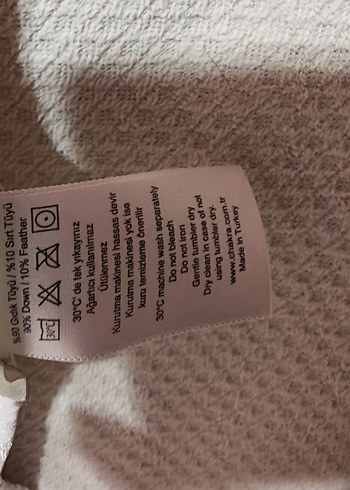 %90 Gıdık Tüyü / %10 Sırt Tüyü
90% Down / 10% Feather
30°C
30°C' de tek yıkayınız
Ağartıcı kullanılmaz
Ütülenmez
Kurutma makinesi hassas devir
Kurutma makinesi yok ise
kuru temizleme önerilir
30°C machine wash separately
Do not bleach
Do not iron
Gentle tumbler dry
Dry clean in case of not
using tumbler dry.
www.chakra.com.tr
Made in Turkey